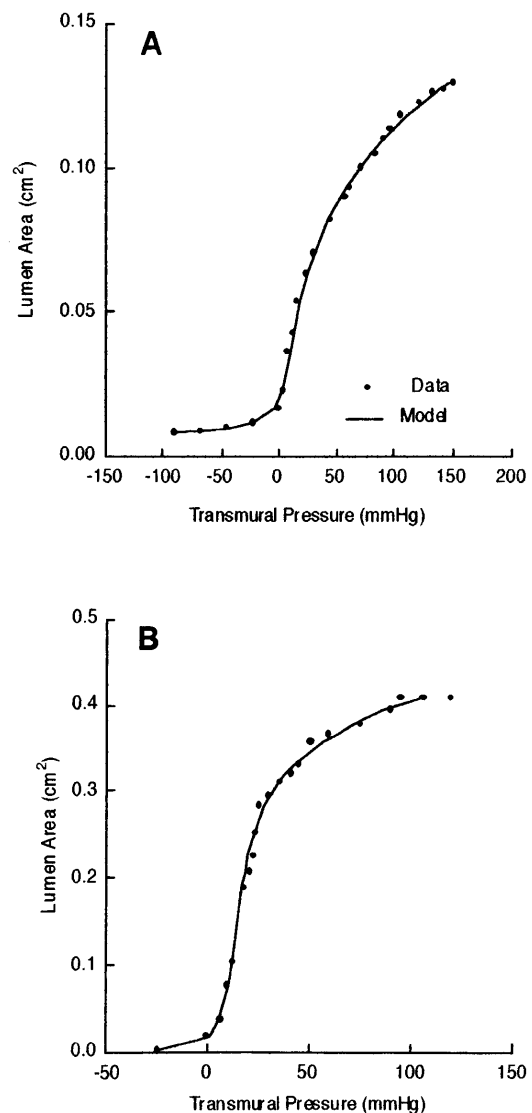 A
0.15
0.10
0.05
0.00
Lumen Area (cm²)
Data
Model
-150 -100 -50 0 50 100 150 200
Transmural Pressure (mmHg)
B
0.5
0.4
0.3
0.2
0.1
0.0
Lumen Area (cm²)
-50 0 50 100 150
Transmural Pressure (mmHg)